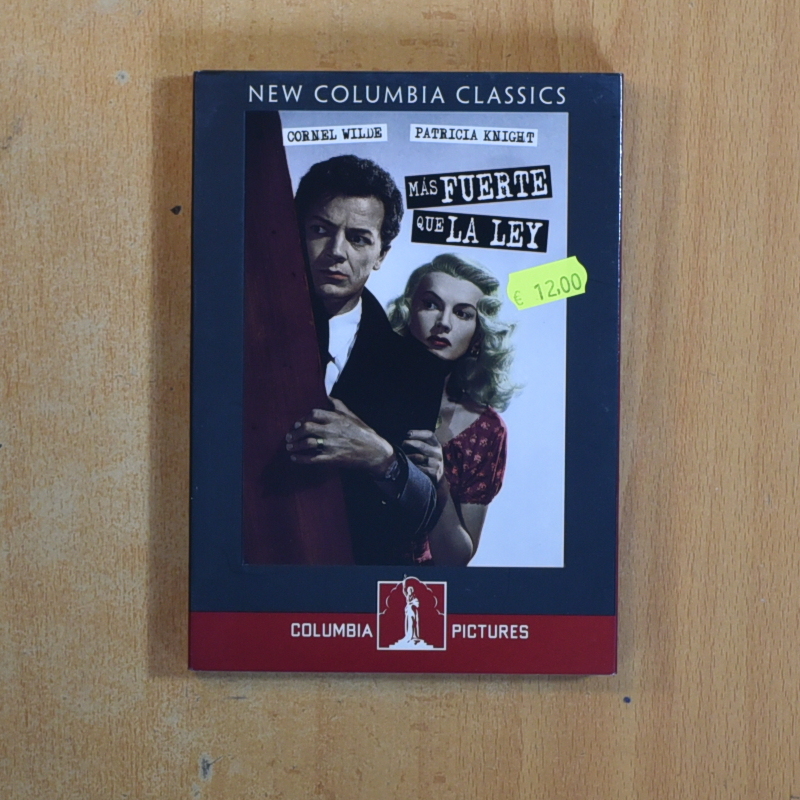 NEW COLUMBIA CLASSICS
CORNEL WILDE PATRICIA KNIGHT
MÁS FUERTE
QUE LA LEY
€ 12.00
COLUMBIA PICTURES